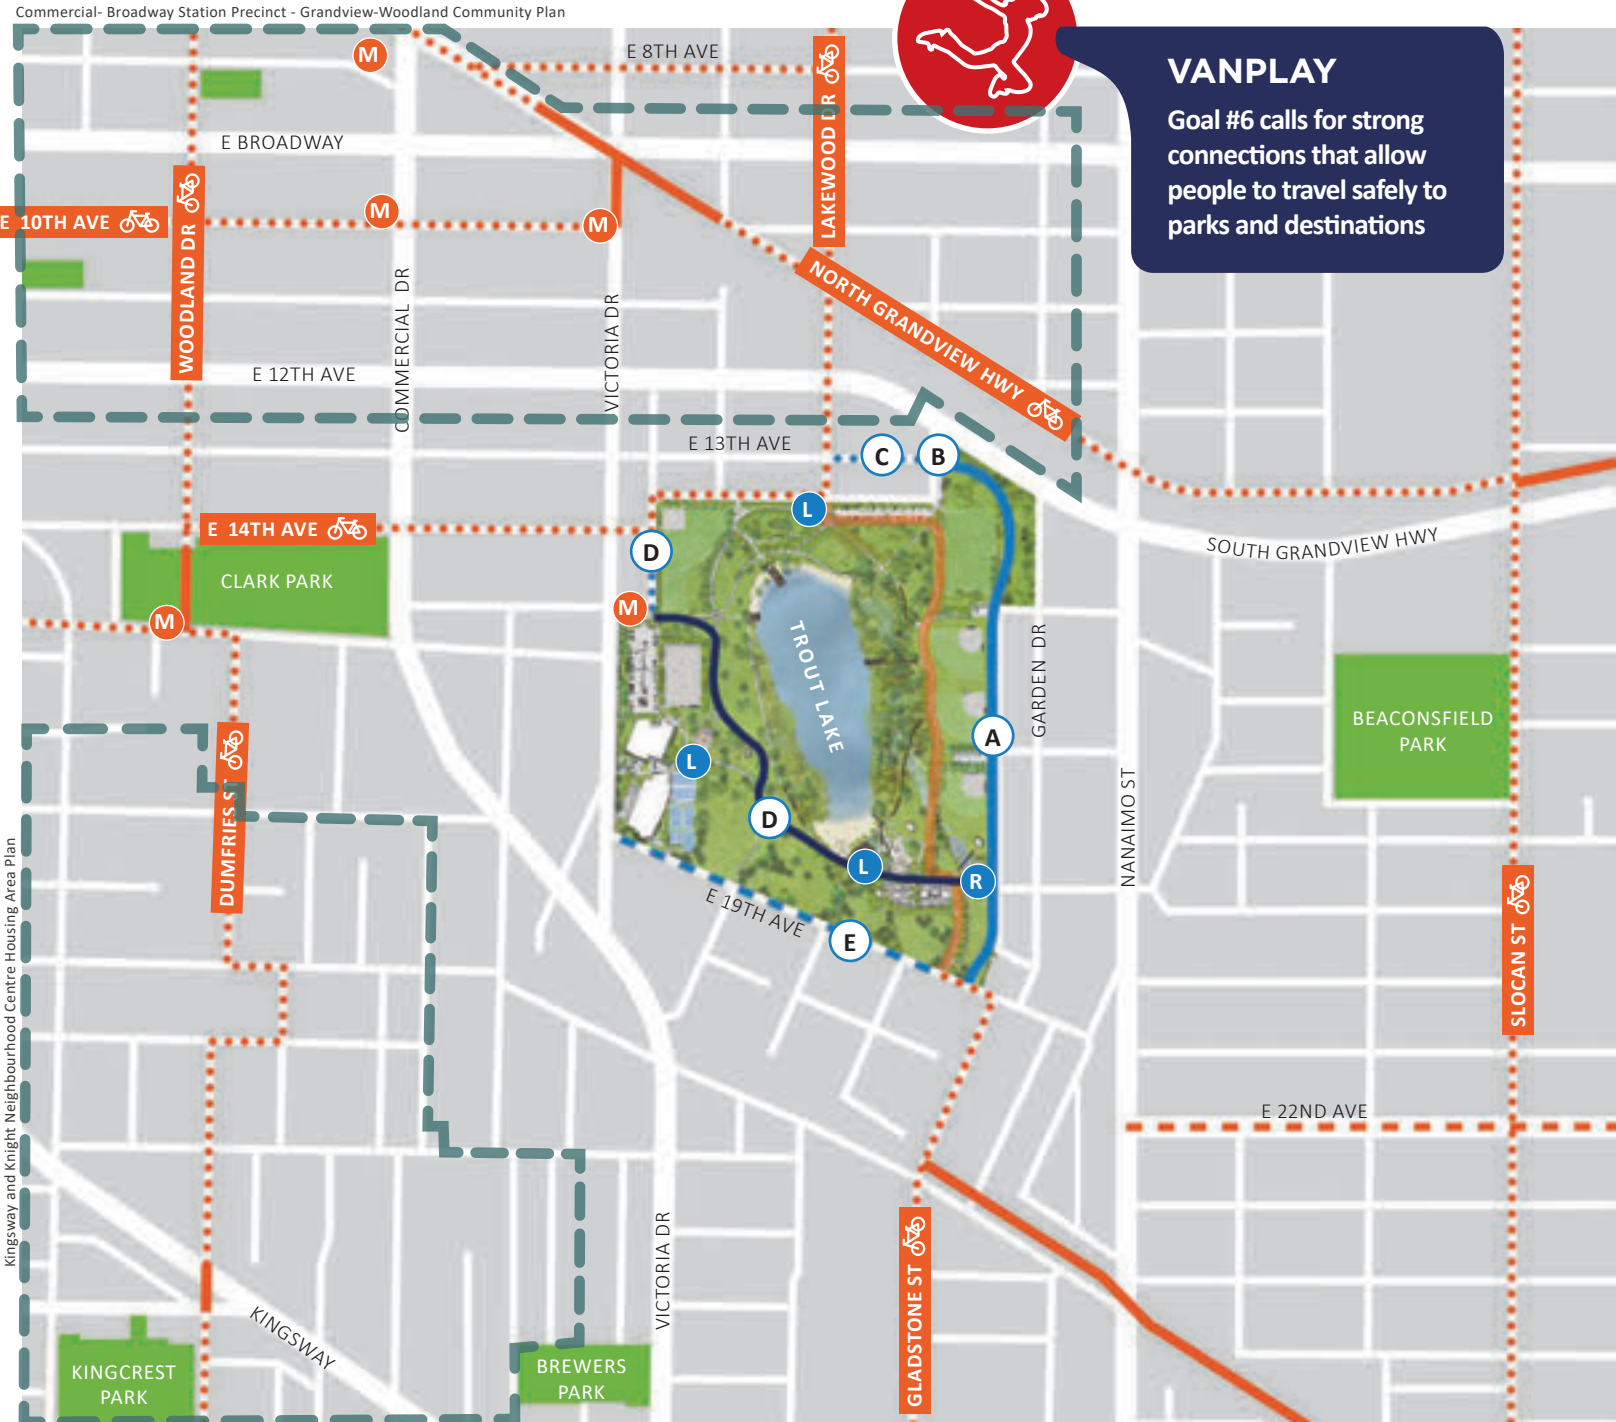 Commercial- Broadway Station Precinct - Grandview-Woodland Community Plan
VANPLAY
Goal #6 calls for strong
connections that allow
people to travel safely to
parks and destinations
M
E 8TH AVE
LAKEWOOD DR
E BROADWAY
WOODLAND DR
E 10TH AVE
M
M
COMMERCIAL DR
VICTORIA DR
NORTH GRANDVIEW HWY
E 12TH AVE
E 13TH AVE
C
B
L
E 14TH AVE
D
SOUTH GRANDVIEW HWY
CLARK PARK
M
M
TROUT LAKE
GARDEN DR
A
BEACONSFIELD
PARK
L
D
L
R
NANAIMO ST
DUMFRIES ST
E 19TH AVE
E
SLOCAN ST
Kingsway and Knight Neighbourhood Centre Housing Area Plan
E 22ND AVE
VICTORIA DR
GLADSTONE ST
KINGSWAY
KINGCREST
PARK
BREWERS
PARK